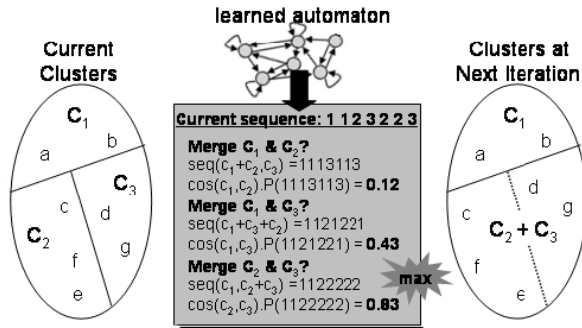 learned automaton
Current
Clusters
C1
a
b
C3
c
d
C2
g
f
e
Current sequence: 1 1 2 3 2 2 3
Merge C1 & C2?
seq(c1+c2,c3) =1113113
cos(c1,c2).P(1113113) = 0.12
Merge C1 & C3?
seq(c1+c3+c2) =1121221
cos(c1,c3).P(1121221) = 0.43
Merge C2 & C3?
seq(c1,c2+c3) =1122222
cos(c2,c3).P(1122222) = 0.83
max
Clusters at
Next Iteration
C1
a
b
d
c
g
C2 + C3
f
e